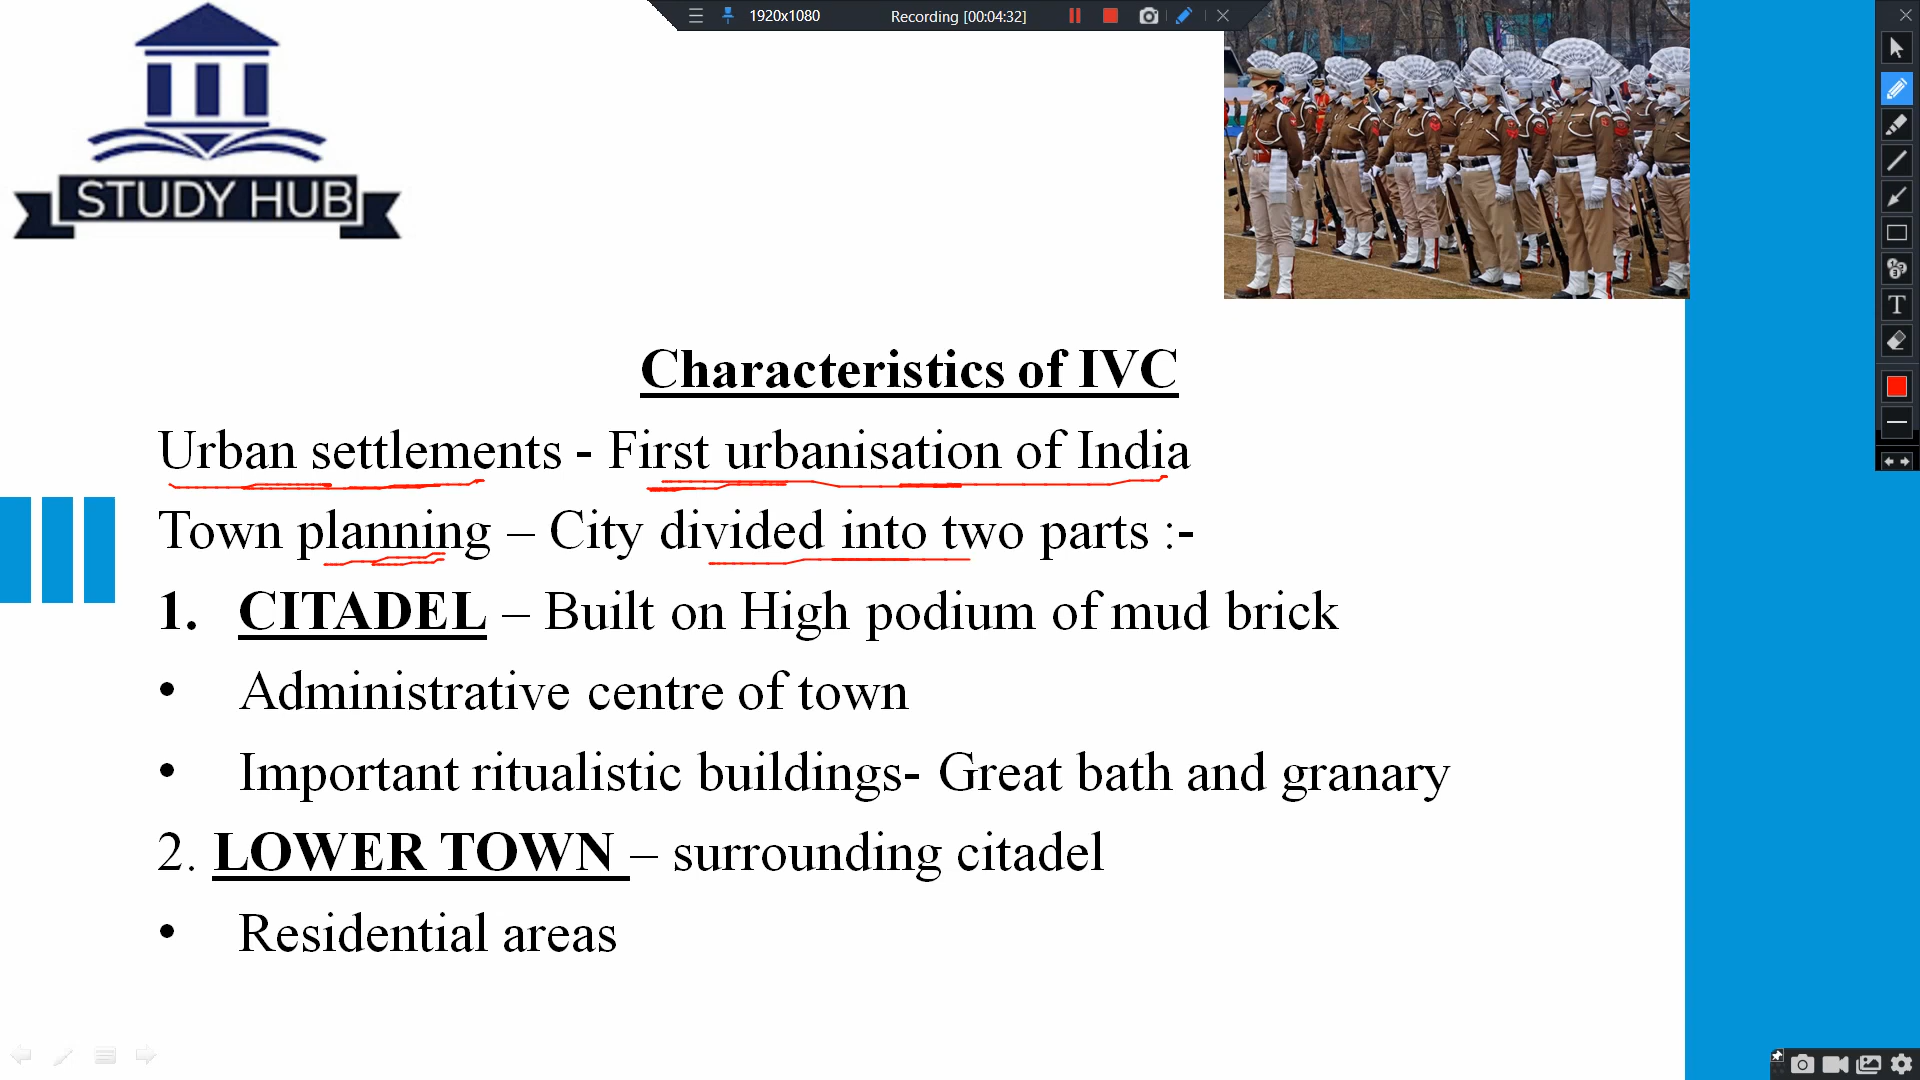 1920x1080
Recording [00:04:32]
STUDY HUB
Characteristics of IVC
Urban settlements - First urbanisation of India
Town planning – City divided into two parts :-
1. CITADEL – Built on High podium of mud brick
• Administrative centre of town
• Important ritualistic buildings- Great bath and granary
2. LOWER TOWN – surrounding citadel
• Residential areas